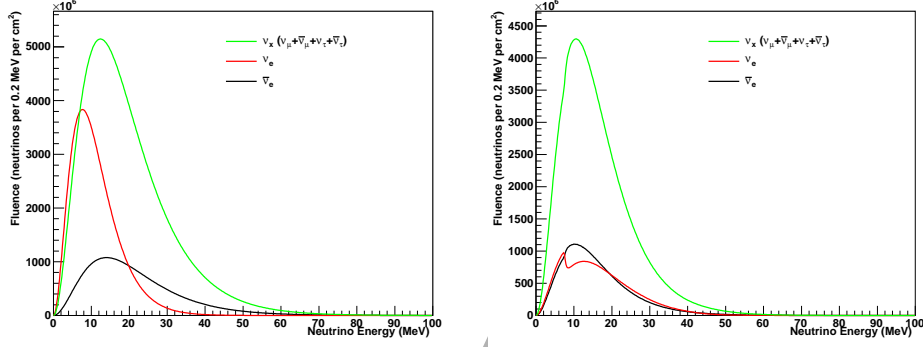 ×10⁶
Fluence (neutrinos per 0.2 MeV per cm²)
5000
4000
3000
2000
1000
0
ν_x (ν_μ+ν̅_μ+ν_τ+ν̅_τ)
ν_e
ν̅_e
0 10 20 30 40 50 60 70 80 90 100
Neutrino Energy (MeV)
×10⁶
Fluence (neutrinos per 0.2 MeV per cm²)
4500
4000
3500
3000
2500
2000
1500
1000
500
0
ν_x (ν_μ+ν̅_μ+ν_τ+ν̅_τ)
ν_e
ν̅_e
0 10 20 30 40 50 60 70 80 90 100
Neutrino Energy (MeV)